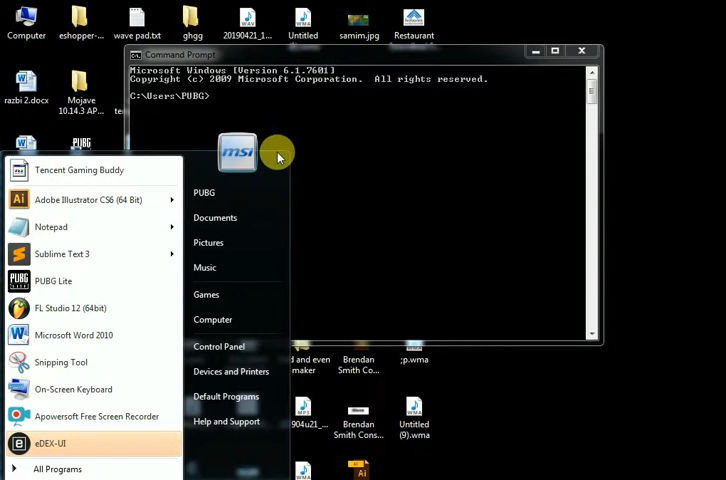 Computer
eshopper-...
wave pad.txt
ghgg
20190421_1...
Untitled
samim.jpg
Restaurant
Command Prompt
Microsoft Windows [Version 6.1.7601]
Copyright (c) 2009 Microsoft Corporation. All rights reserved.
C:\Users\PUBG>
razbi 2.docx
Mojave
10.14.3 AP...
PUBG
msi
Tencent Gaming Buddy
Adobe Illustrator CS6 (64 Bit)
Notepad
Sublime Text 3
PUBG Lite
FL Studio 12 (64bit)
Microsoft Word 2010
Snipping Tool
On-Screen Keyboard
Apowersoft Free Screen Recorder
eDEX-UI
All Programs
PUBG
Documents
Pictures
Music
Games
Computer
Control Panel
Devices and Printers
Default Programs
Help and Support
d and even
maker
Brendan
Smith Co...
;p.wma
904u21_...
Brendan
Smith Cons...
Untitled
(9).wma